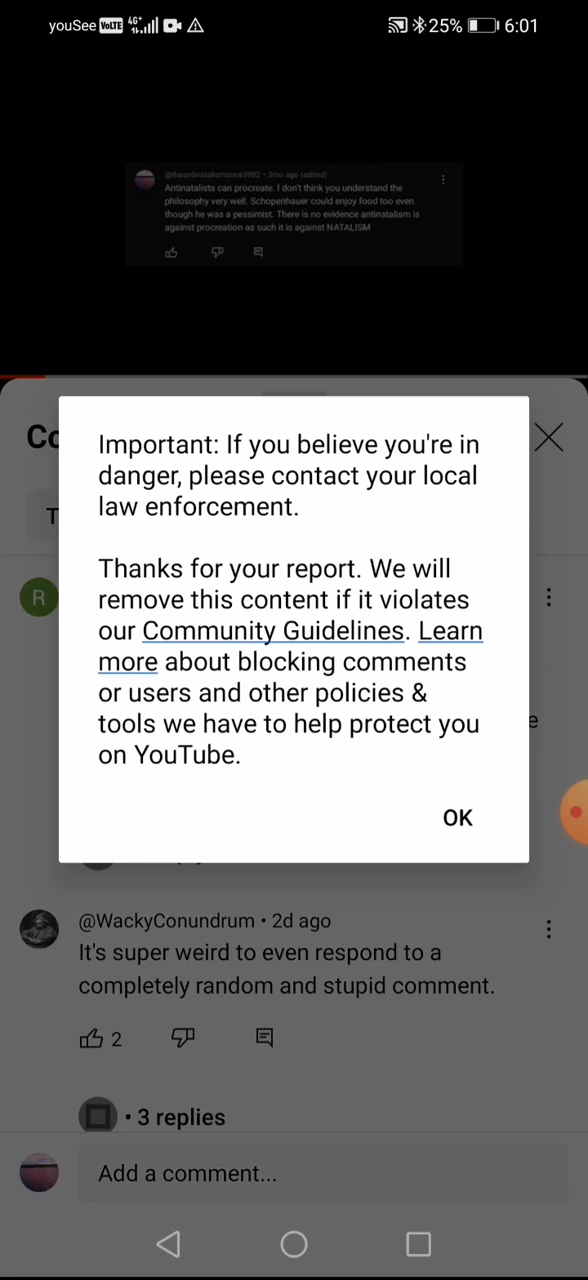 youSee VoLTE 4G+ 25% 6:01
@theantinatalismzone3982 • 3mo ago (edited)
Antinatalists can procreate. I don't think you understand the
philosophy very well. Schopenhauer could enjoy food too even
though he was a pessimist. There is no evidence antinatalism is
against procreation as such it is against NATALISM
Co
T
Important: If you believe you're in
danger, please contact your local
law enforcement.
Thanks for your report. We will
remove this content if it violates
our Community Guidelines. Learn
more about blocking comments
or users and other policies &
tools we have to help protect you
on YouTube.
OK
R
e
@WackyConundrum • 2d ago
It's super weird to even respond to a
completely random and stupid comment.
2
• 3 replies
Add a comment...